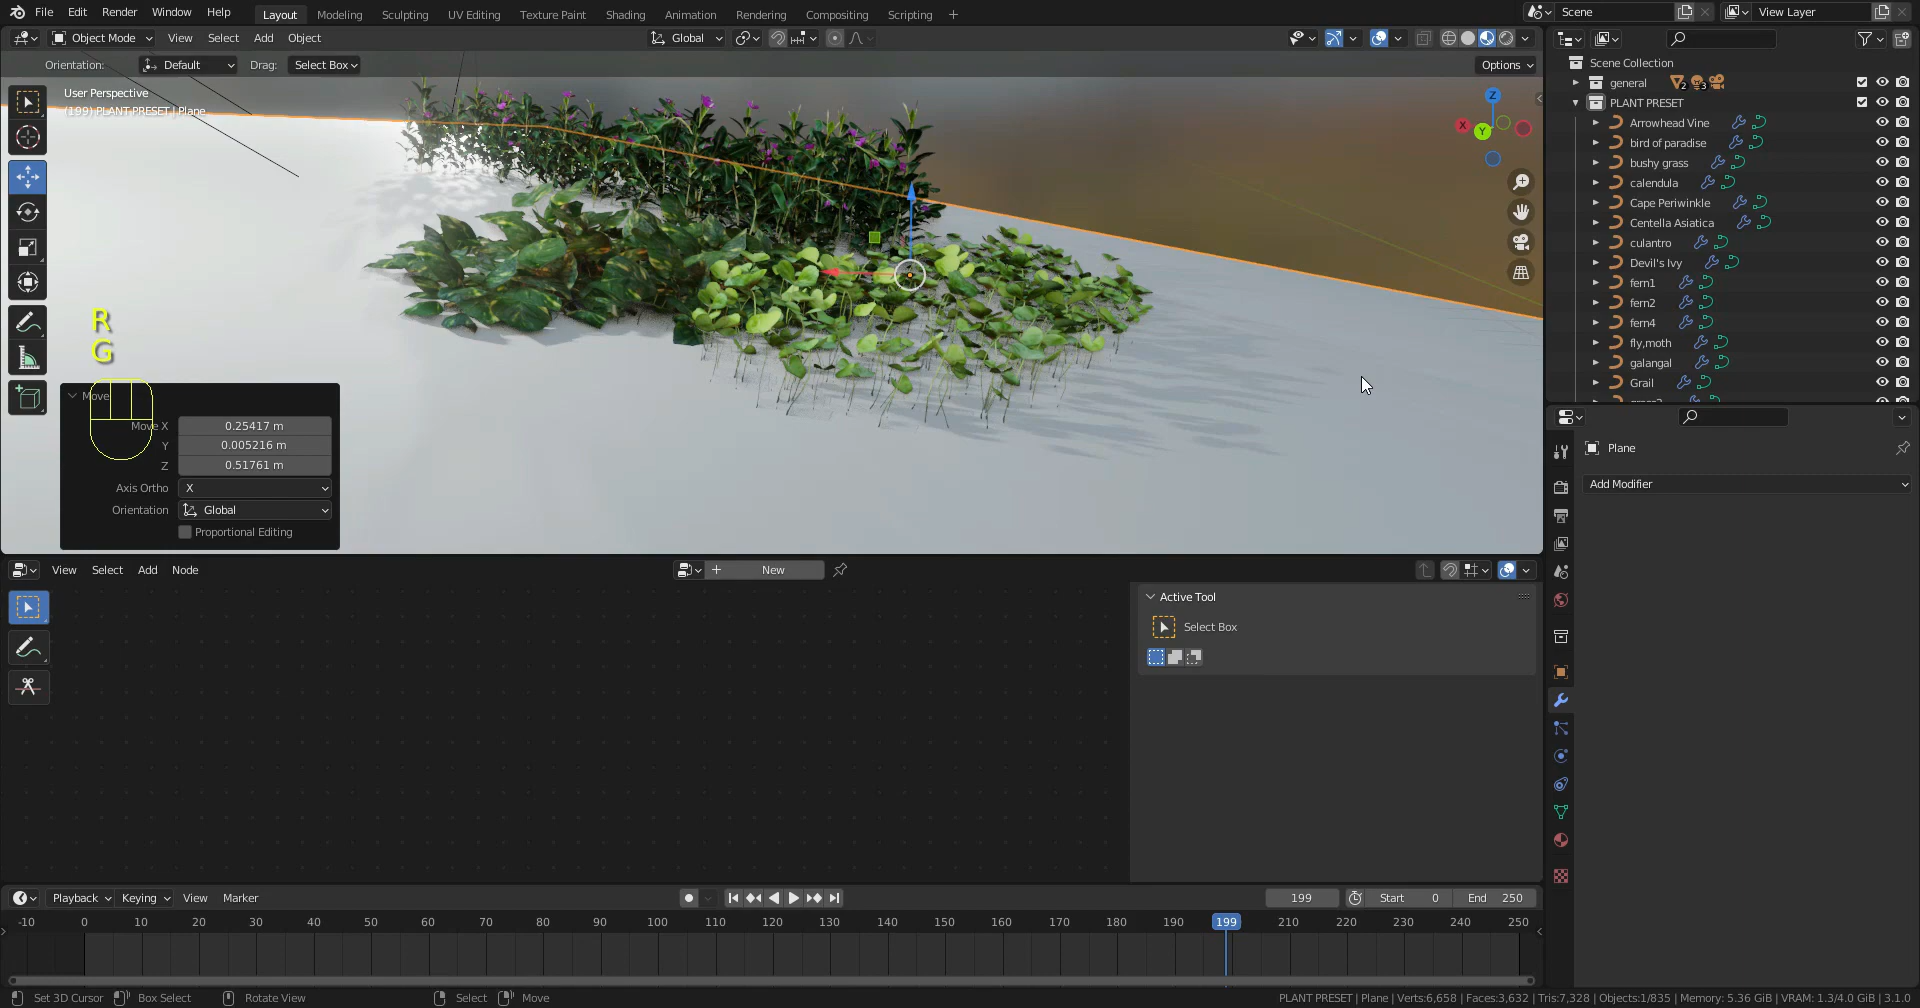 File Edit Render Window Help Layout Modeling Sculpting UV Editing Texture Paint Shading Animation Rendering Compositing Scripting + Scene View Layer
Object Mode View Select Add Object Global
Orientation: Default Drag: Select Box Options
User Perspective
(199) PLANT PRESET | Plane
R
G
Move
Move X 0.25417 m
Y 0.005216 m
Z 0.51761 m
Axis Ortho X
Orientation Global
Proportional Editing
Z
X
Y
Scene Collection
general 2 3
PLANT PRESET
Arrowhead Vine
bird of paradise
bushy grass
calendula
Cape Periwinkle
Centella Asiatica
culantro
Devil's Ivy
fern1
fern2
fern4
fly,moth
galangal
Grail
Plane
Add Modifier
View Select Add Node + New
Active Tool
Select Box
Playback Keying View Marker 199 Start 0 End 250
-10 0 10 20 30 40 50 60 70 80 90 100 110 120 130 140 150 160 170 180 190 199 210 220 230 240 250
Set 3D Cursor Box Select Rotate View Select Move PLANT PRESET | Plane | Verts:6,658 | Faces:3,632 | Tris:7,328 | Objects:1/835 | Memory: 5.36 GiB | VRAM: 1.3/4.0 GiB | 3.1.0